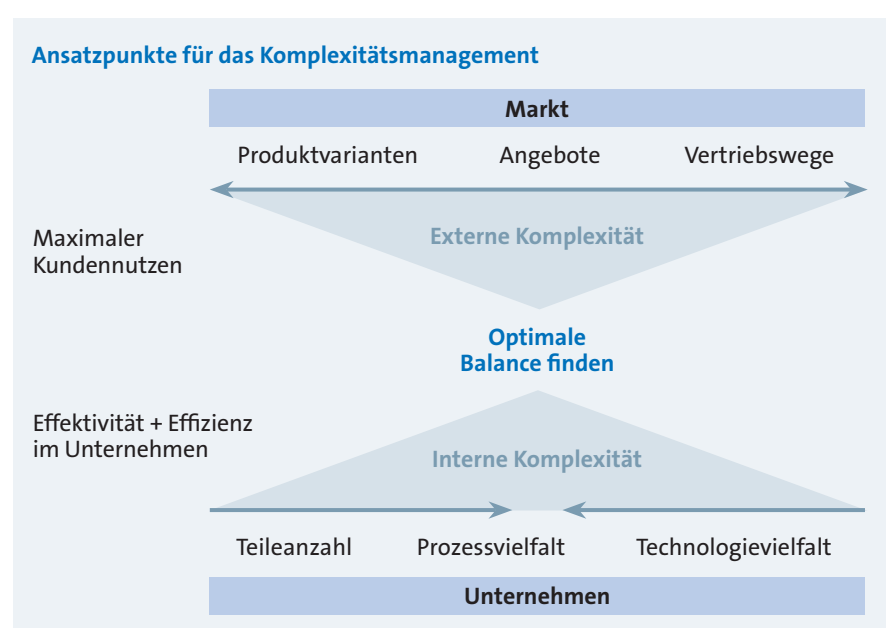 Ansatzpunkte für das Komplexitätsmanagement
Markt
Produktvarianten Angebote Vertriebswege
Externe Komplexität
Maximaler
Kundennutzen
Optimale
Balance finden
Effektivität + Effizienz
im Unternehmen
Interne Komplexität
Teileanzahl Prozessvielfalt Technologievielfalt
Unternehmen